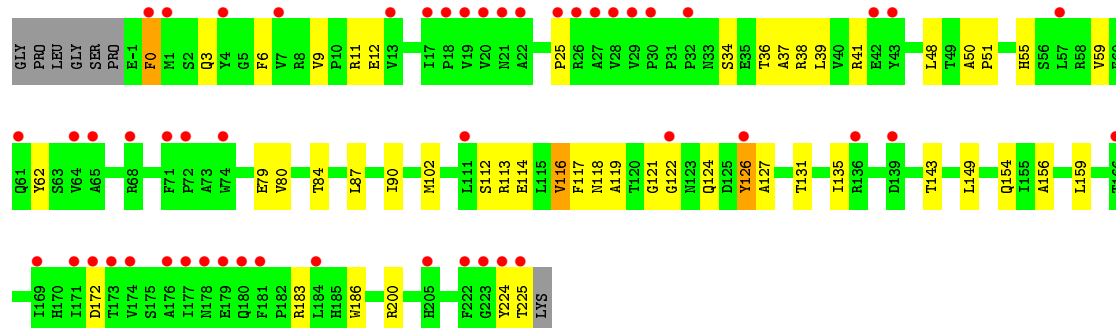 GLY PRO LEU GLY SER PRO E-1 F0 M1 S2 Q3 Y4 G5 F6 V7 R8 V9 P10 R11 E12 V13 I17 P18 V19 V20 N21 A22 P25 R26 A27 V28 V29 P30 P31 P32 N33 S34 E35 T36 A37 R38 L39 V40 R41 E42 Y43 L48 T49 A50 P51 H55 S56 L57 R58 V59
Q61 Y62 S63 V64 A65 R68 F71 P72 A73 W74 E79 V80 T84 L87 I90 M102 L111 S112 R113 E114 L115 V116 F117 N118 A119 T120 G121 G122 N123 Q124 D125 Y126 A127 T131 I135 R136 D139 T143 L149 Q154 I155 A156 L159
I169 H170 I171 D172 T173 V174 S175 A176 I177 N178 E179 Q180 F181 P182 R183 L184 H185 W186 R200 H205 F222 G223 Y224 T225 LYS